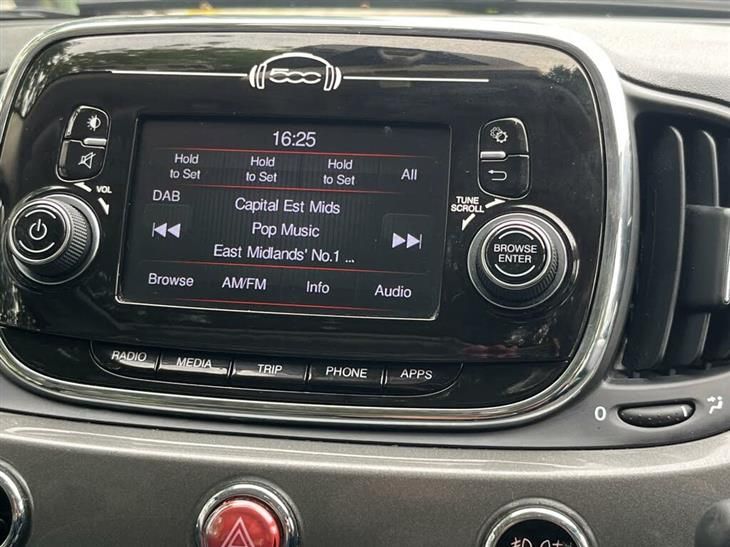 500
16:25
Hold to Set
Hold to Set
Hold to Set
All
DAB
VOL
TUNE
SCROLL
Capital Est Mids
Pop Music
East Midlands' No.1 ...
BROWSE
ENTER
Browse
AM/FM
Info
Audio
RADIO
MEDIA
TRIP
PHONE
APPS
0